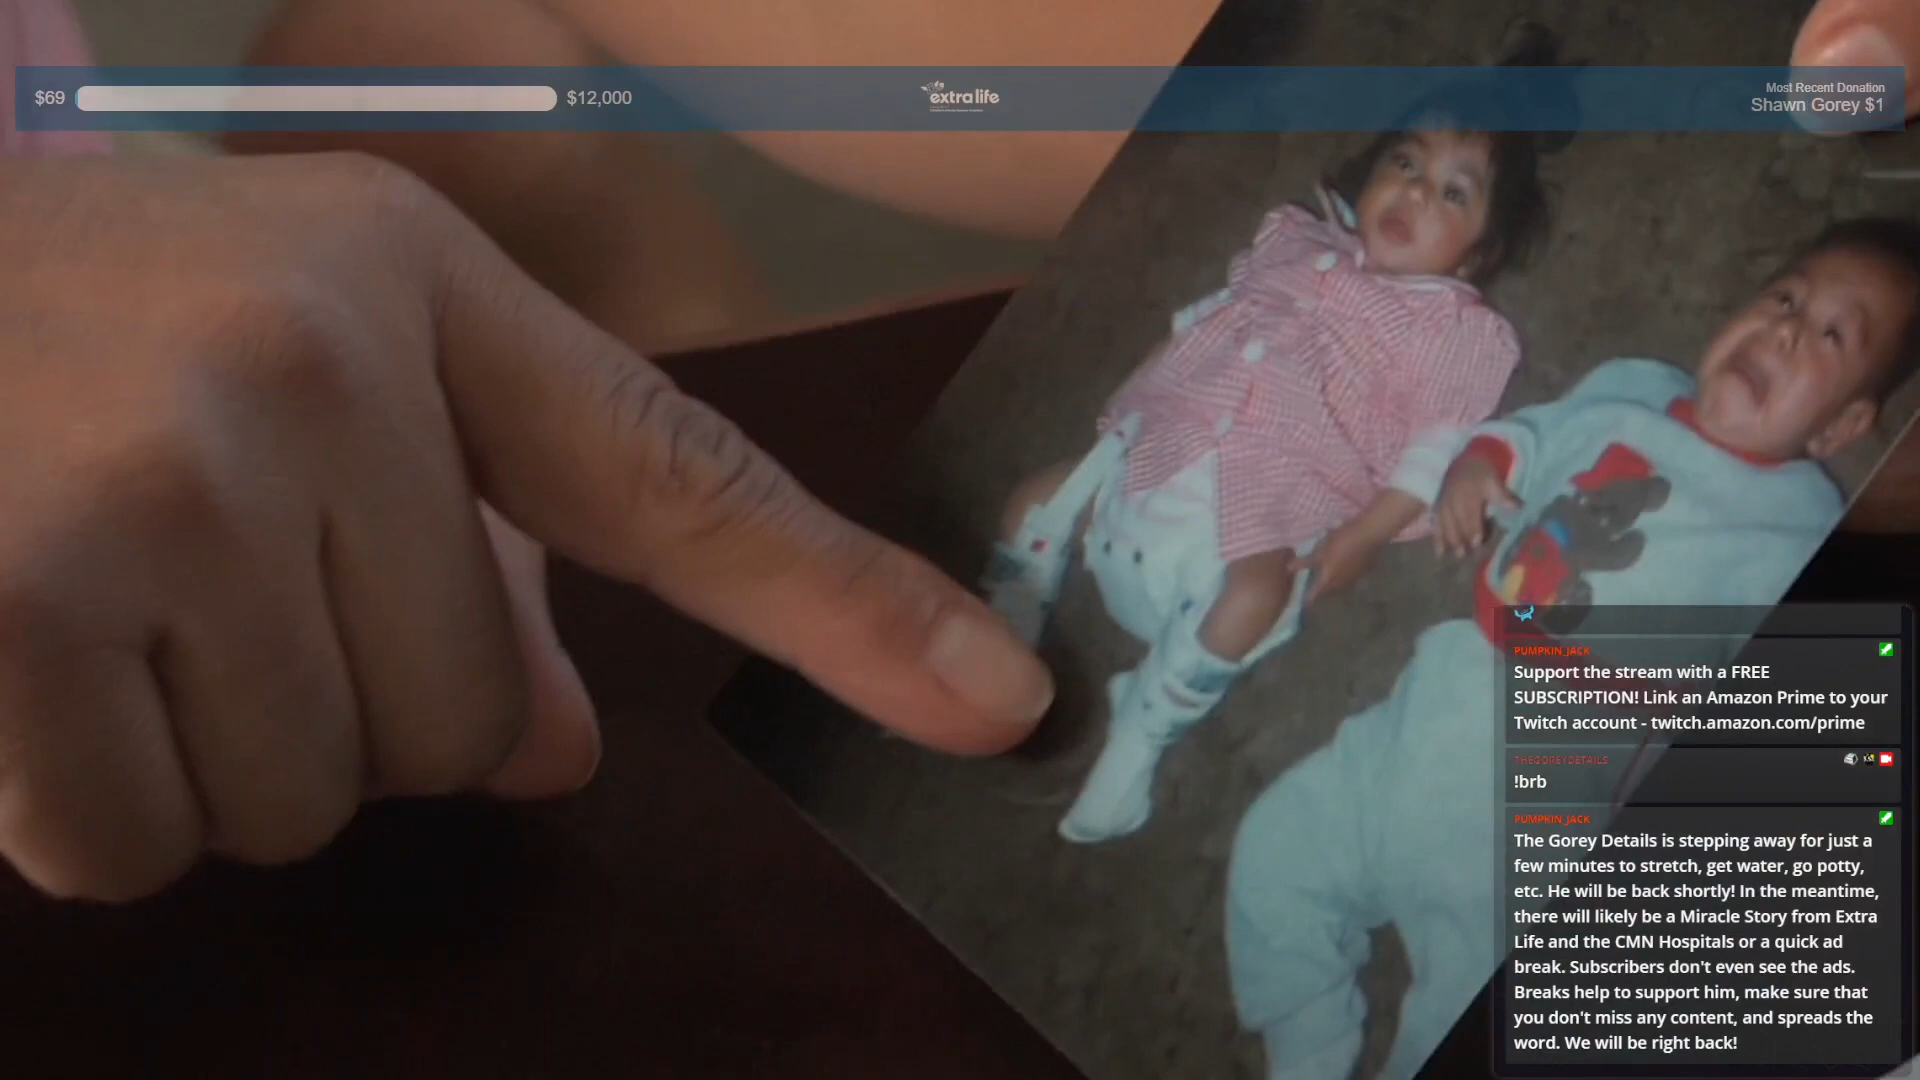 $69
$12,000
extralife
Most Recent Donation
Shawn Gorey $1
PUMPKIN_JACK
Support the stream with a FREE
SUBSCRIPTION! Link an Amazon Prime to your
Twitch account - twitch.amazon.com/prime
THEGOREYDETAILS
!brb
PUMPKIN_JACK
The Gorey Details is stepping away for just a
few minutes to stretch, get water, go potty,
etc. He will be back shortly! In the meantime,
there will likely be a Miracle Story from Extra
Life and the CMN Hospitals or a quick ad
break. Subscribers don't even see the ads.
Breaks help to support him, make sure that
you don't miss any content, and spreads the
word. We will be right back!